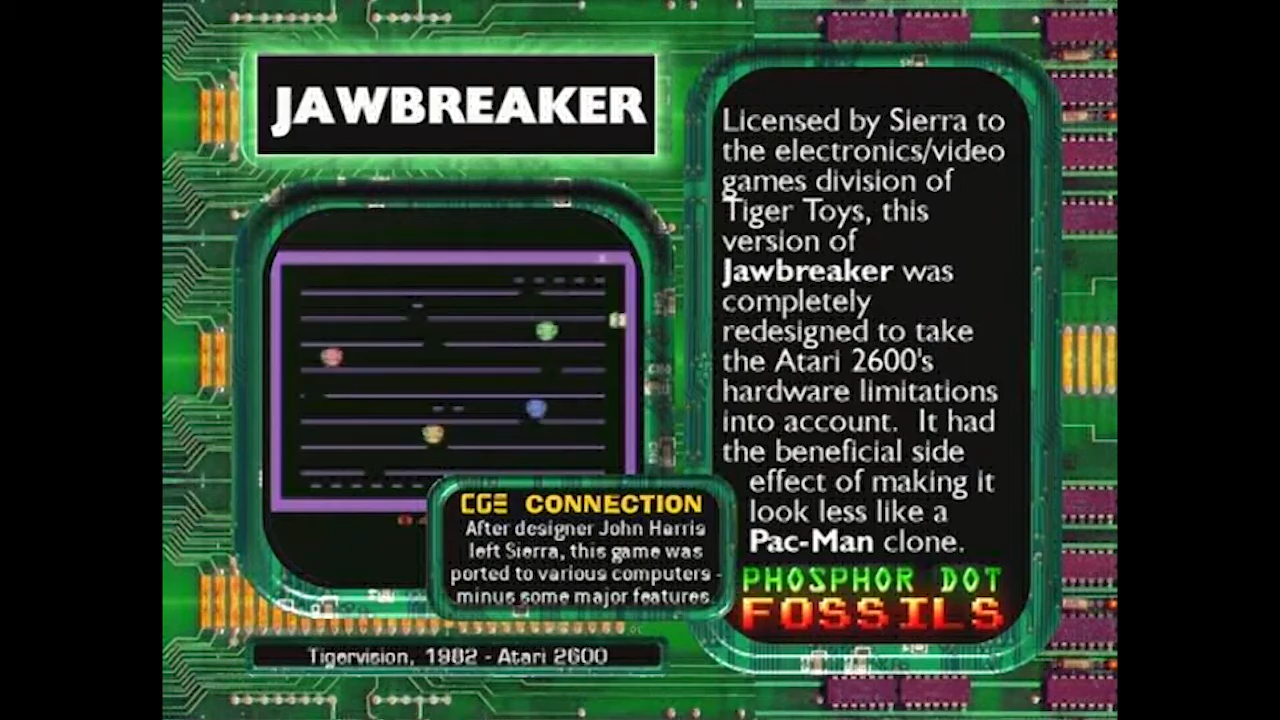 JAWBREAKER
Licensed by Sierra to
the electronics/video
games division of
Tiger Toys, this
version of
Jawbreaker was
completely
redesigned to take
the Atari 2600's
hardware limitations
into account. It had
the beneficial side
effect of making it
look less like a
Pac-Man clone.
CGE CONNECTION
After designer John Harris
left Sierra, this game was
ported to various computers -
minus some major features
PHOSPHOR DOT
FOSSILS
Tigervision, 1982 - Atari 2600